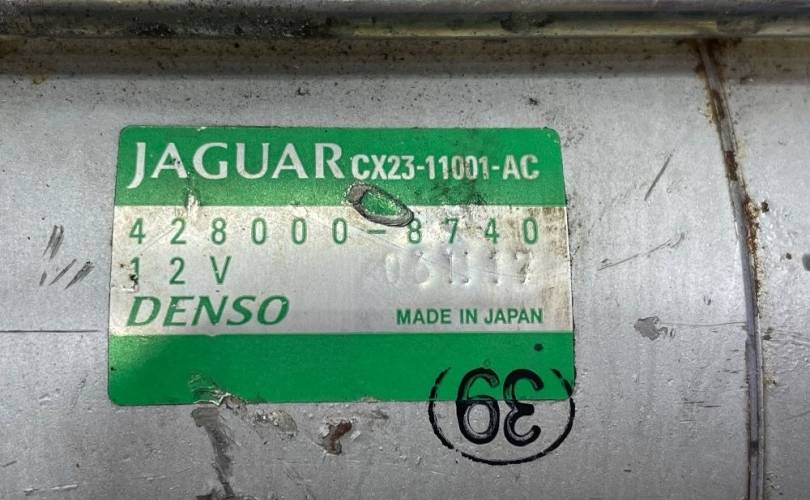 JAGUAR CX23-11001-AC
428000-8740
12V
DENSO MADE IN JAPAN
39